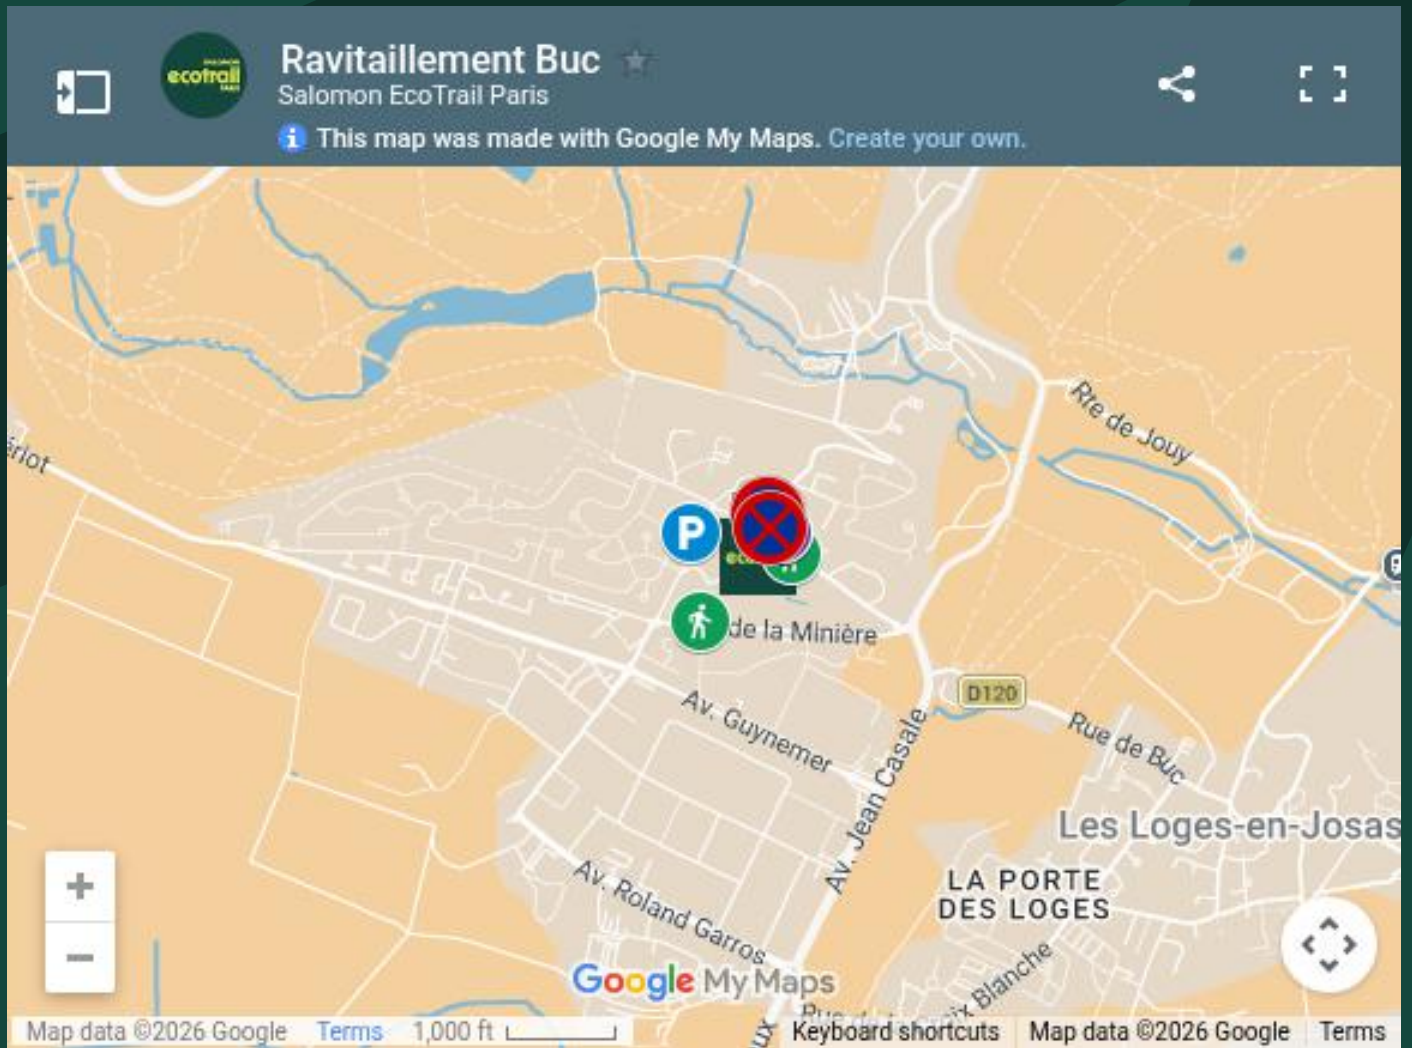 Ravitaillement Buc
SALOMON
ecotrail
PARIS
Salomon EcoTrail Paris
This map was made with Google My Maps. Create your own.
Rte de Jouy
ériot
P
de la Minière
D120
Av. Guynemer
Rue de Buc
Av. Jean Casale
Les Loges-en-Josas
LA PORTE
DES LOGES
Av. Roland Garros
Google My Maps
Map data ©2026 Google
Terms
1,000 ft
Keyboard shortcuts
Map data ©2026 Google
Terms